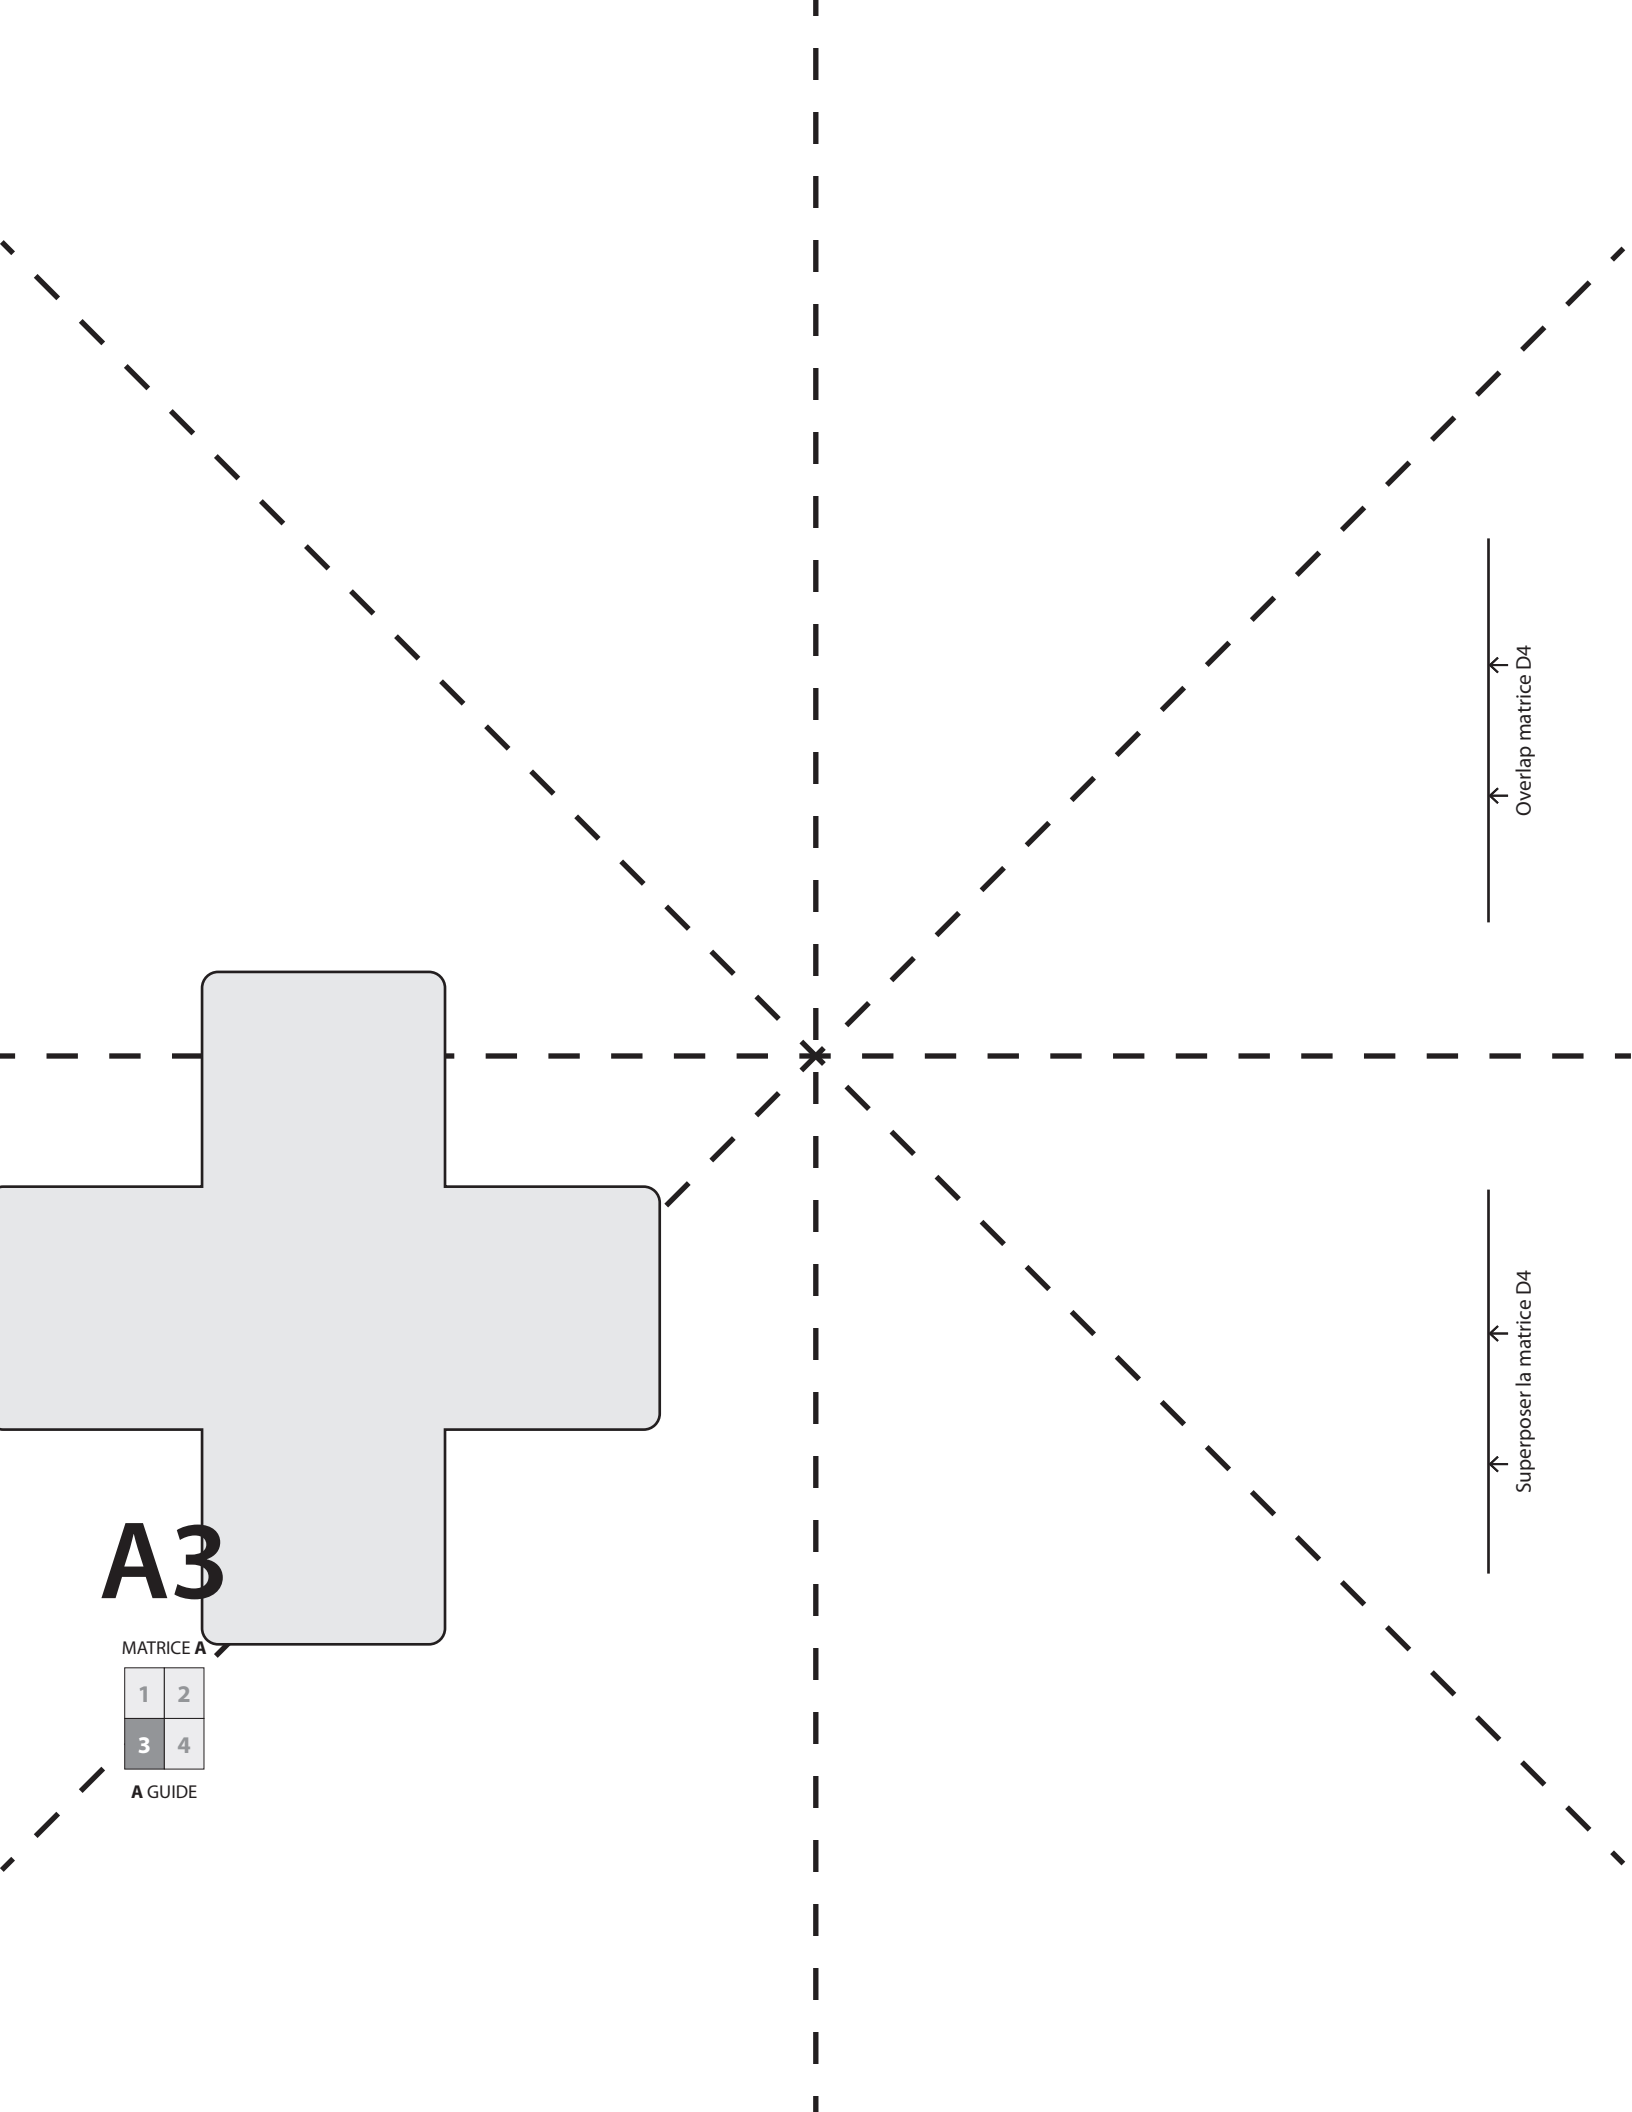 Overlap matrice D4
Superposer la matrice D4
A3
MATRICE A
1 2
3 4
A GUIDE